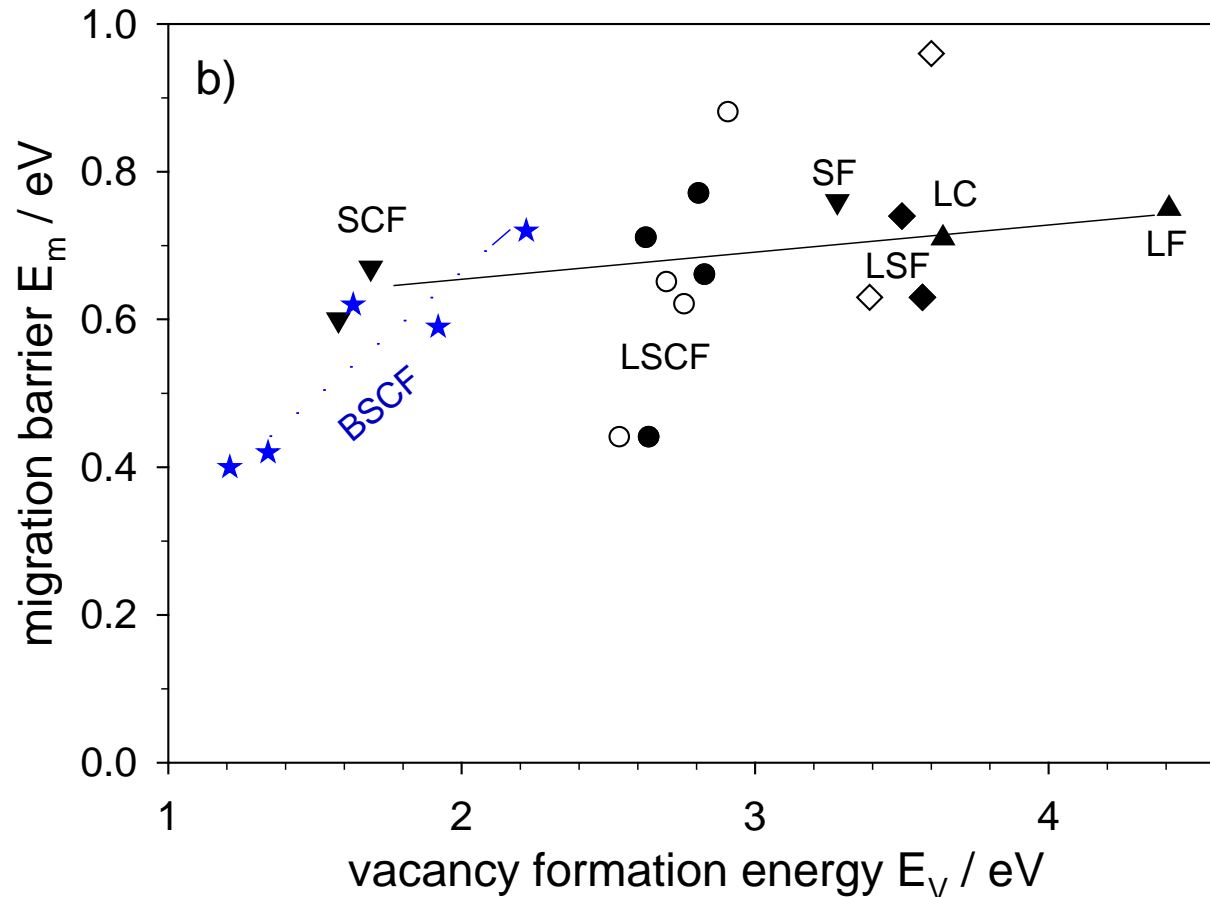 b)
1.0
0.8
0.6
0.4
0.2
0.0
migration barrier Eₘ / eV
SCF
BSCF
LSCF
SF
LC
LSF
LF
1 2 3 4
vacancy formation energy E_V / eV